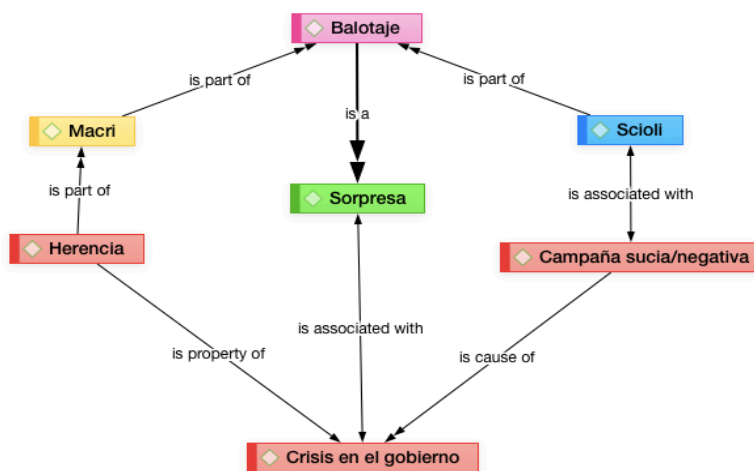 Balotaje
is part of
is part of
is a
Macri
Scioli
is part of
Sorpresa
is associated with
Herencia
Campaña sucia/negativa
is associated with
is property of
is cause of
Crisis en el gobierno